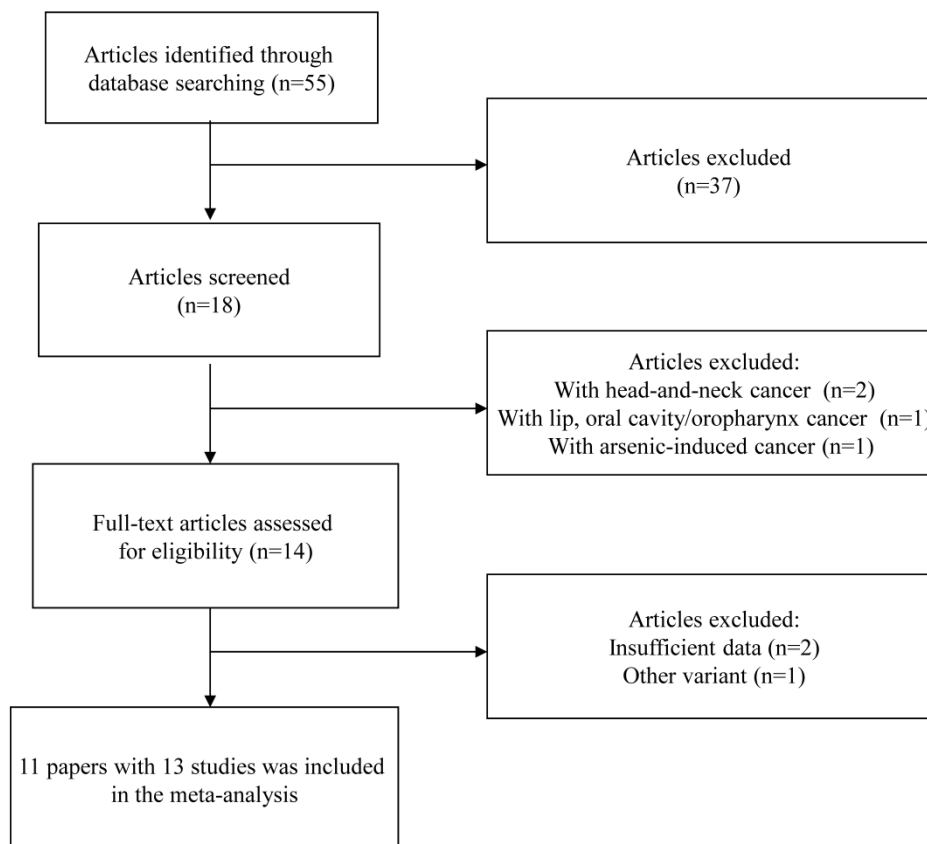 Articles identified through
database searching (n=55)
Articles excluded
(n=37)
Articles screened
(n=18)
Articles excluded:
With head-and-neck cancer (n=2)
With lip, oral cavity/oropharynx cancer (n=1)
With arsenic-induced cancer (n=1)
Full-text articles assessed
for eligibility (n=14)
Articles excluded:
Insufficient data (n=2)
Other variant (n=1)
11 papers with 13 studies was included
in the meta-analysis